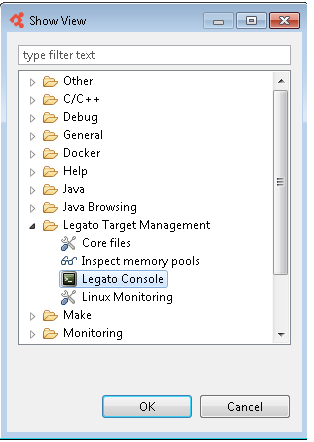 Show View
type filter text
Other
C/C++
Debug
General
Docker
Help
Java
Java Browsing
Legato Target Management
Core files
Inspect memory pools
Legato Console
Linux Monitoring
Make
Monitoring
OK
Cancel